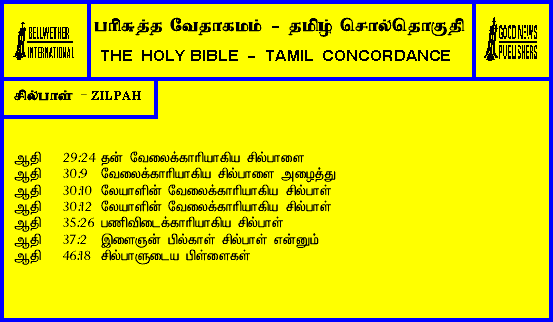 BELLWETHER
INTERNATIONAL
பரிசுத்த வேதாகமம் - தமிழ் சொல்தொகுதி
THE HOLY BIBLE - TAMIL CONCORDANCE
GOOD NEWS
PUBLISHERS
சில்பாள் - ZILPAH
ஆதி 29:24 தன் வேலைக்காரியாகிய சில்பாளை
ஆதி 30:9 வேலைக்காரியாகிய சில்பாளை அழைத்து
ஆதி 30:10 லேயாளின் வேலைக்காரியாகிய சில்பாள்
ஆதி 30:12 லேயாளின் வேலைக்காரியாகிய சில்பாள்
ஆதி 35:26 பணிவிடைக்காரியாகிய சில்பாள்
ஆதி 37:2 இளைஞன் பில்காள் சில்பாள் என்னும்
ஆதி 46:18 சில்பாளுடைய பிள்ளைகள்